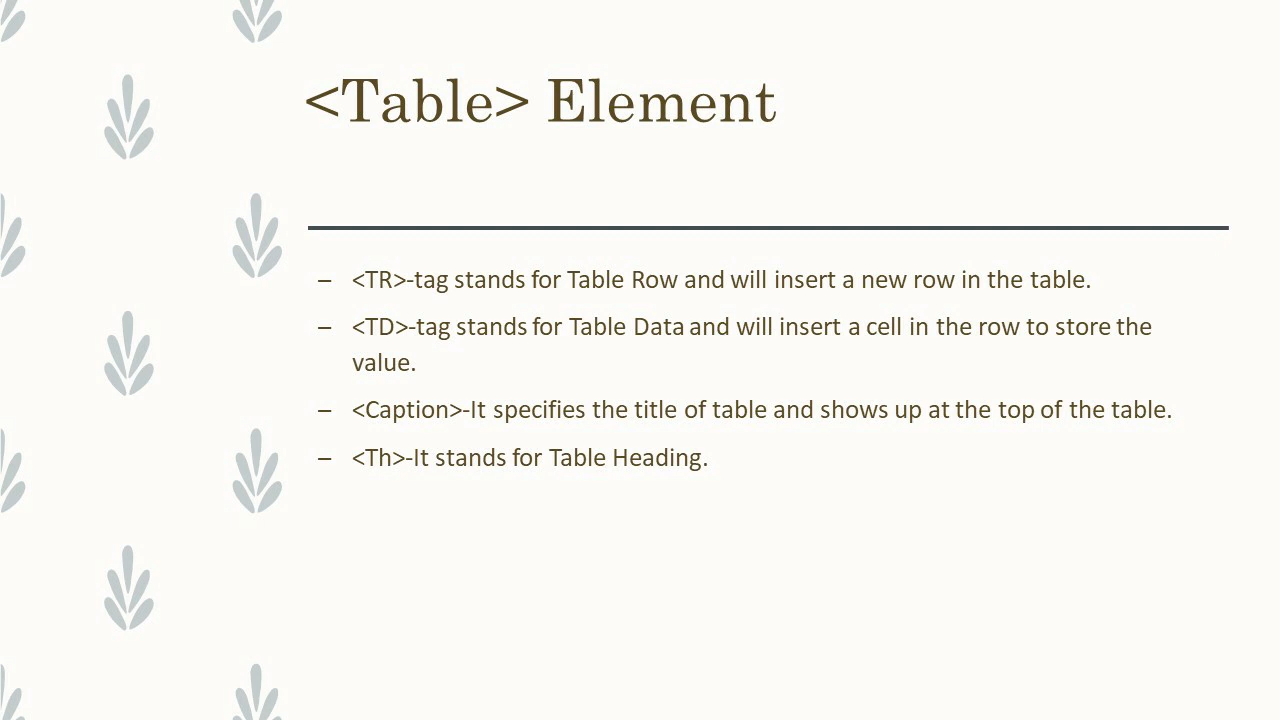 <Table> Element
– <TR>-tag stands for Table Row and will insert a new row in the table.
– <TD>-tag stands for Table Data and will insert a cell in the row to store the
value.
– <Caption>-It specifies the title of table and shows up at the top of the table.
– <Th>-It stands for Table Heading.